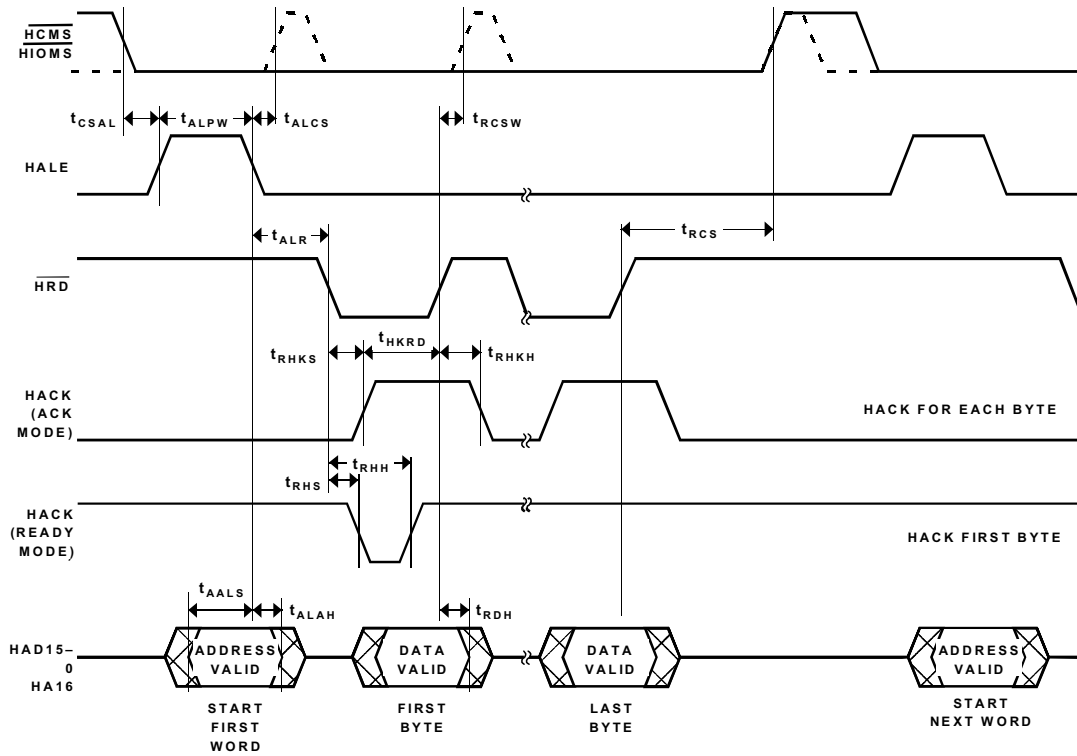 HCMS
HIOMS
tCSAL
tALPW
tALCS
tRCSW
HALE
tALR
tRCS
HRD
tRHKS
tHKRD
tRHKH
HACK
(ACK
MODE)
HACK FOR EACH BYTE
tRHH
tRHS
HACK
(READY
MODE)
HACK FIRST BYTE
tAALS
tALAH
tRDH
HAD15–
0
HA16
ADDRESS
VALID
DATA
VALID
DATA
VALID
ADDRESS
VALID
START
FIRST
WORD
FIRST
BYTE
LAST
BYTE
START
NEXT WORD